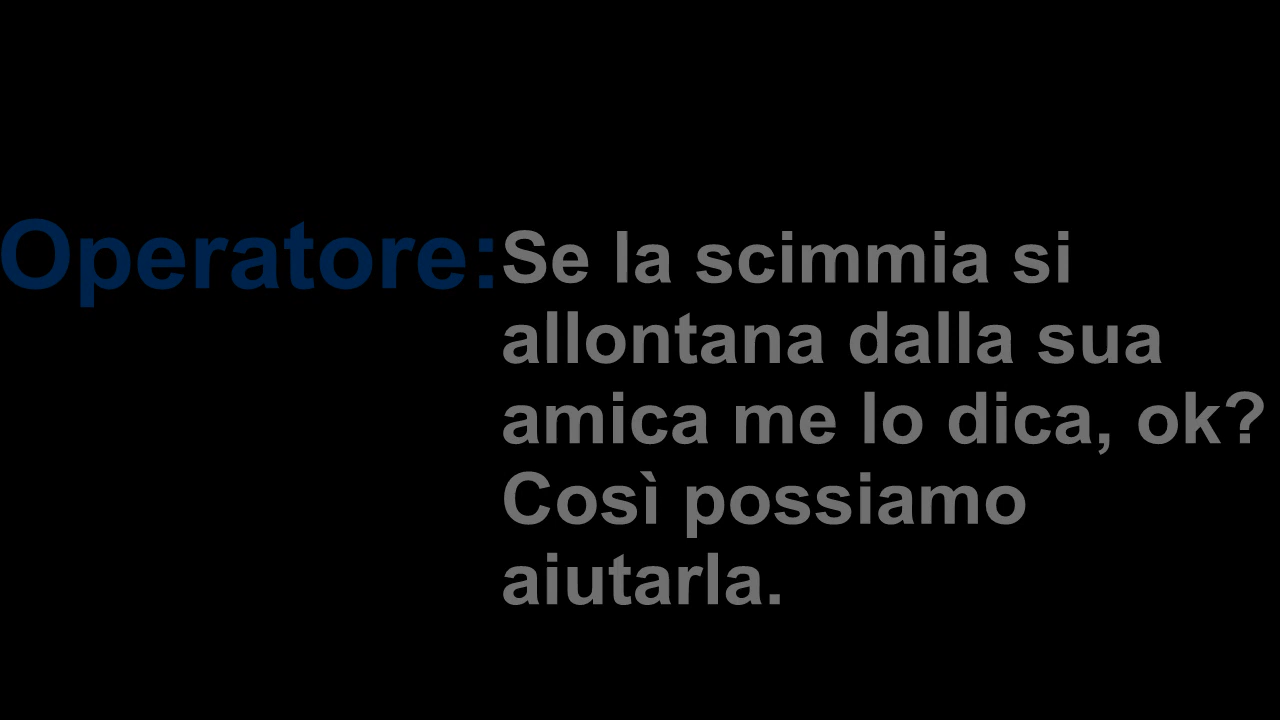 Operatore: Se la scimmia si
allontana dalla sua
amica me lo dica, ok?
Così possiamo
aiutarla.